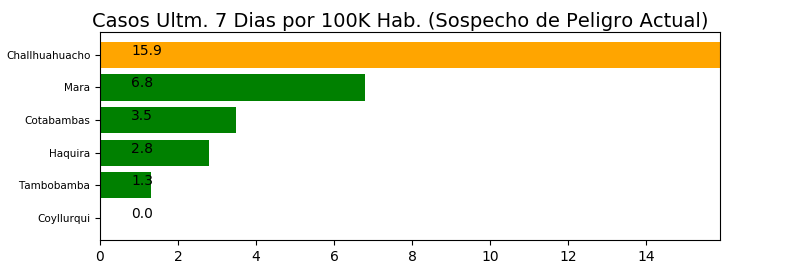 Casos Ultm. 7 Dias por 100K Hab. (Sospecho de Peligro Actual)
Challhuahuacho 15.9
Mara 6.8
Cotabambas 3.5
Haquira 2.8
Tambobamba 1.3
Coyllurqui 0.0
0 2 4 6 8 10 12 14